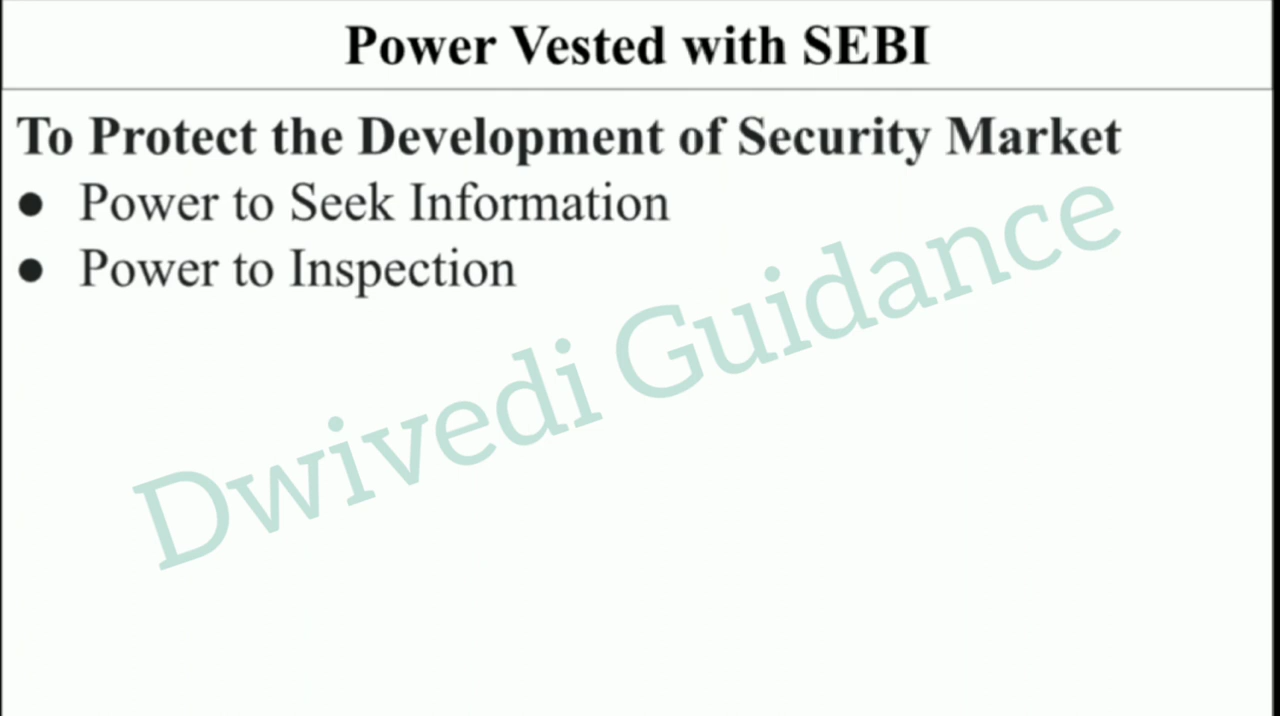 Power Vested with SEBI
To Protect the Development of Security Market
● Power to Seek Information
● Power to Inspection
Dwivedi Guidance